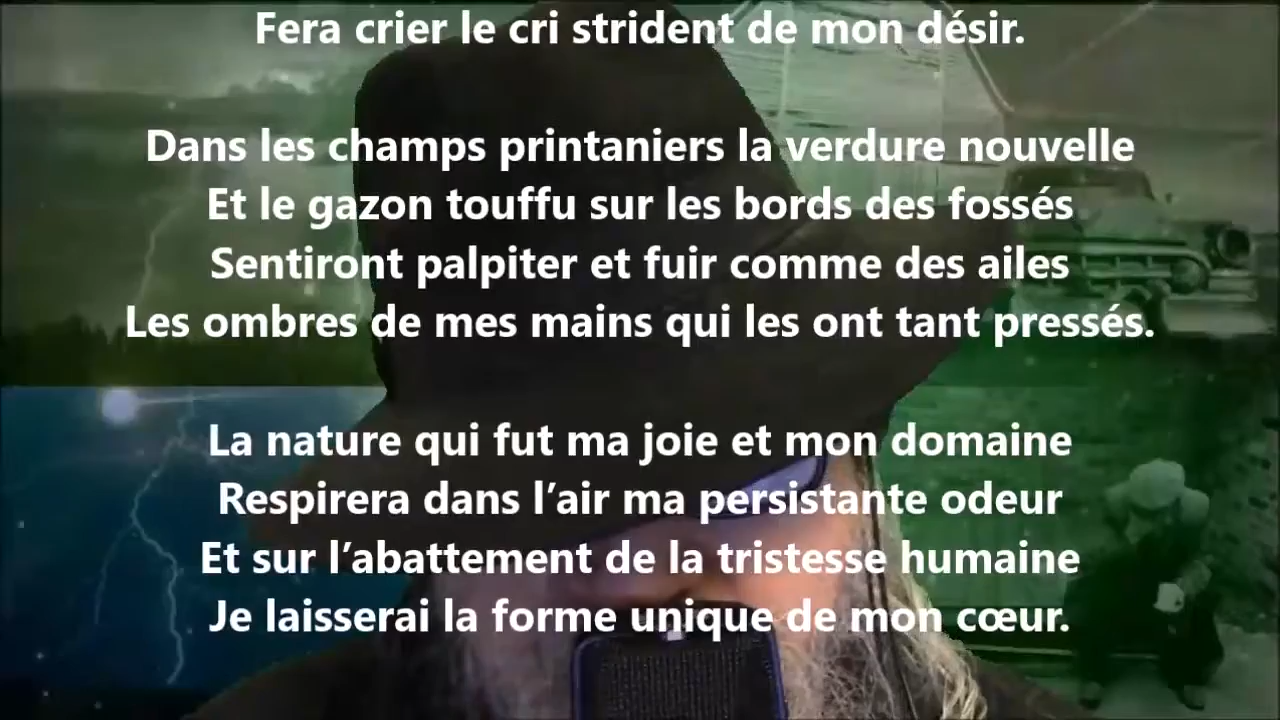 Fera crier le cri strident de mon désir.
Dans les champs printaniers la verdure nouvelle
Et le gazon touffu sur les bords des fossés
Sentiront palpiter et fuir comme des ailes
Les ombres de mes mains qui les ont tant pressés.
La nature qui fut ma joie et mon domaine
Respirera dans l’air ma persistante odeur
Et sur l’abattement de la tristesse humaine
Je laisserai la forme unique de mon cœur.